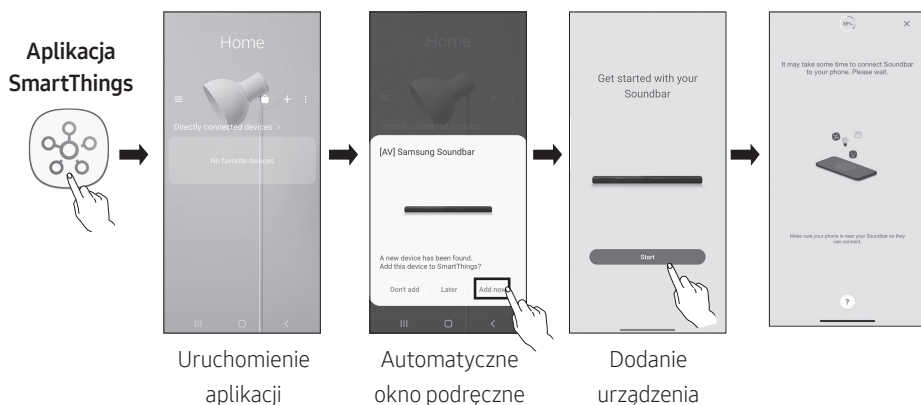 Aplikacja
SmartThings
Home
Directly connected devices >
No favorite devices
Uruchomienie
aplikacji
Home
Directly connected devices >
[AV] Samsung Soundbar
A new device has been found.
Add this device to SmartThings?
Don't add
Later
Add now
Automatyczne
okno podręczne
Get started with your
Soundbar
Start
Dodanie
urządzenia
It may take some time to connect Soundbar
to your phone. Please wait.
Make sure your phone is near your Soundbar so they
can connect.
?